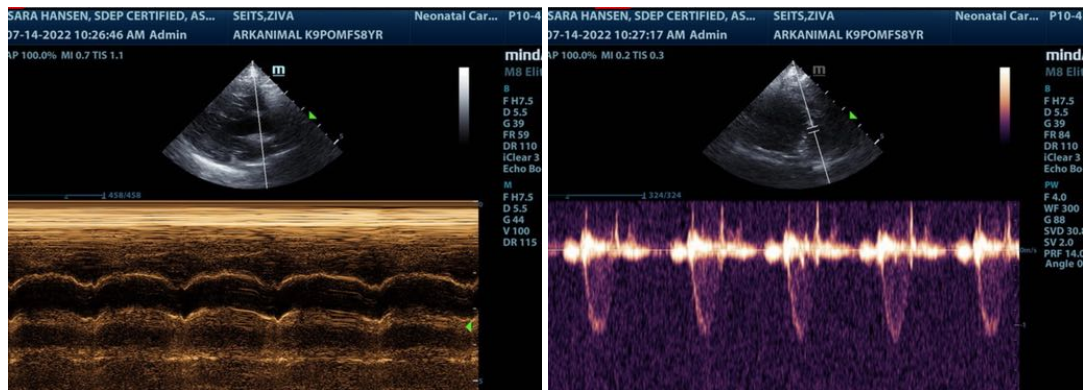 SARA HANSEN, SDEP CERTIFIED, AS... SEITS,ZIVA Neonatal Car... P10-4
07-14-2022 10:26:46 AM Admin ARKANIMAL K9POMFS8YR
AP 100.0% MI 0.7 TIS 1.1
m
M8 Elit
B
F H7.5
D 5.5
G 39
FR 59
DR 110
iClear 3
Echo Bo
M
F H7.5
D 5.5
G 44
V 100
DR 115
5
458/458
0
5
SARA HANSEN, SDEP CERTIFIED, AS... SEITS,ZIVA Neonatal Car... P10-4
07-14-2022 10:27:17 AM Admin ARKANIMAL K9POMFS8YR
AP 100.0% MI 0.2 TIS 0.3
m
M8 Elit
B
F H7.5
D 5.5
G 39
FR 84
DR 110
iClear 3
Echo Bo
PW
F 4.0
WF 300
G 88
SVD 30.8
SV 2.0
PRF 14.0
Angle 0
5
324/324
0m/s